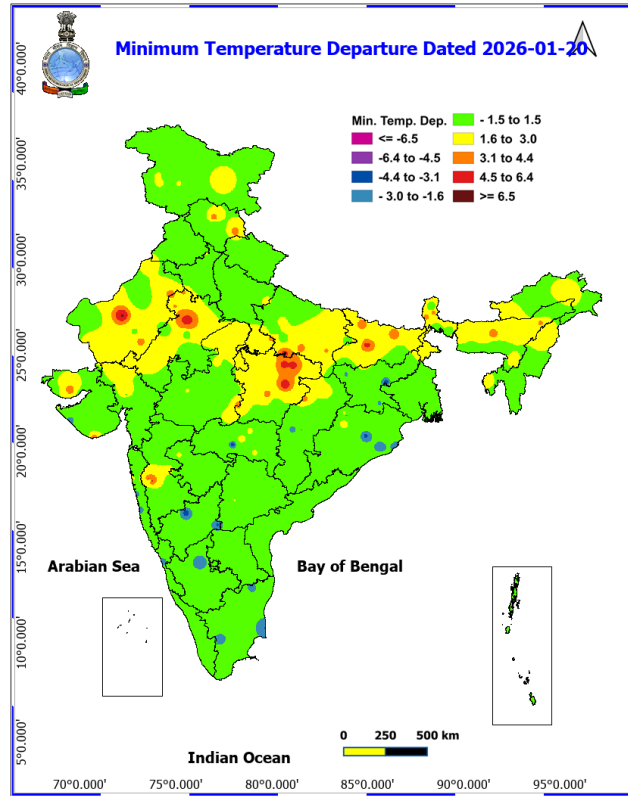 Minimum Temperature Departure Dated 2026-01-20
Min. Temp. Dep.
<= -6.5
-6.4 to -4.5
-4.4 to -3.1
- 3.0 to -1.6
- 1.5 to 1.5
1.6 to 3.0
3.1 to 4.4
4.5 to 6.4
>= 6.5
40°0.000'
35°0.000'
30°0.000'
25°0.000'
20°0.000'
15°0.000'
10°0.000'
5°0.000'
Arabian Sea
Bay of Bengal
0 250 500 km
Indian Ocean
70°0.000' 75°0.000' 80°0.000' 85°0.000' 90°0.000' 95°0.000'